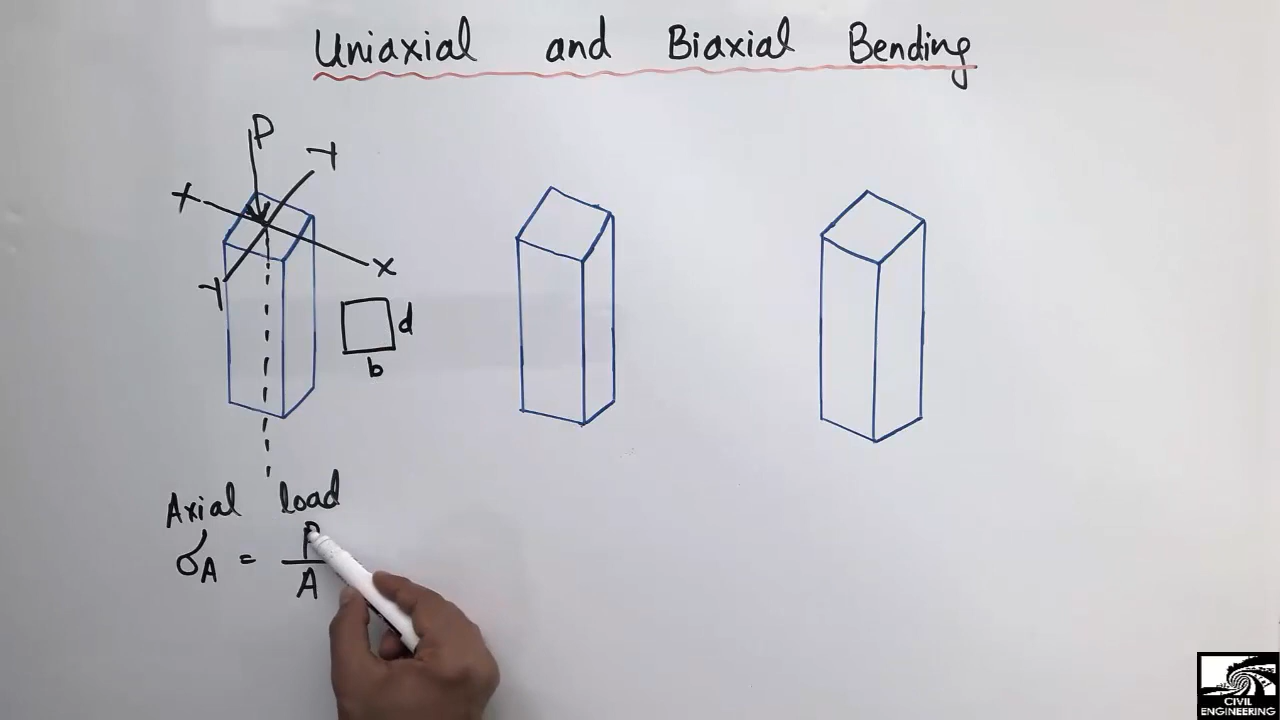 Uniaxial and Biaxial Bending
P
Y
X
X
Y
d
b
Axial load
σA = P
A
CIVIL
ENGINEERING